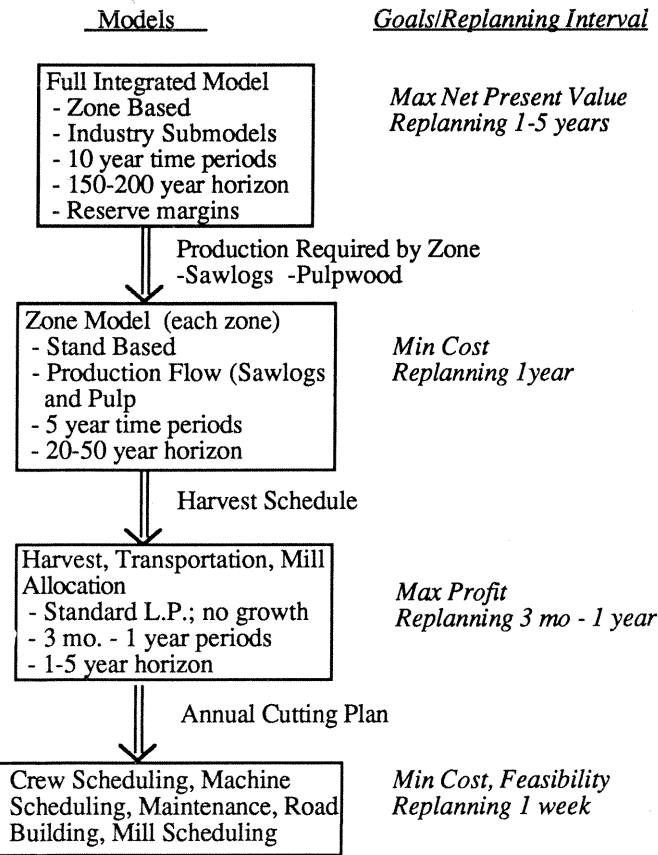 Models
Goals/Replanning Interval
Full Integrated Model
- Zone Based
- Industry Submodels
- 10 year time periods
- 150-200 year horizon
- Reserve margins
Max Net Present Value
Replanning 1-5 years
Production Required by Zone
-Sawlogs -Pulpwood
Zone Model (each zone)
- Stand Based
- Production Flow (Sawlogs
and Pulp
- 5 year time periods
- 20-50 year horizon
Min Cost
Replanning 1year
Harvest Schedule
Harvest, Transportation, Mill
Allocation
- Standard L.P.; no growth
- 3 mo. - 1 year periods
- 1-5 year horizon
Max Profit
Replanning 3 mo - 1 year
Annual Cutting Plan
Crew Scheduling, Machine
Scheduling, Maintenance, Road
Building, Mill Scheduling
Min Cost, Feasibility
Replanning 1 week